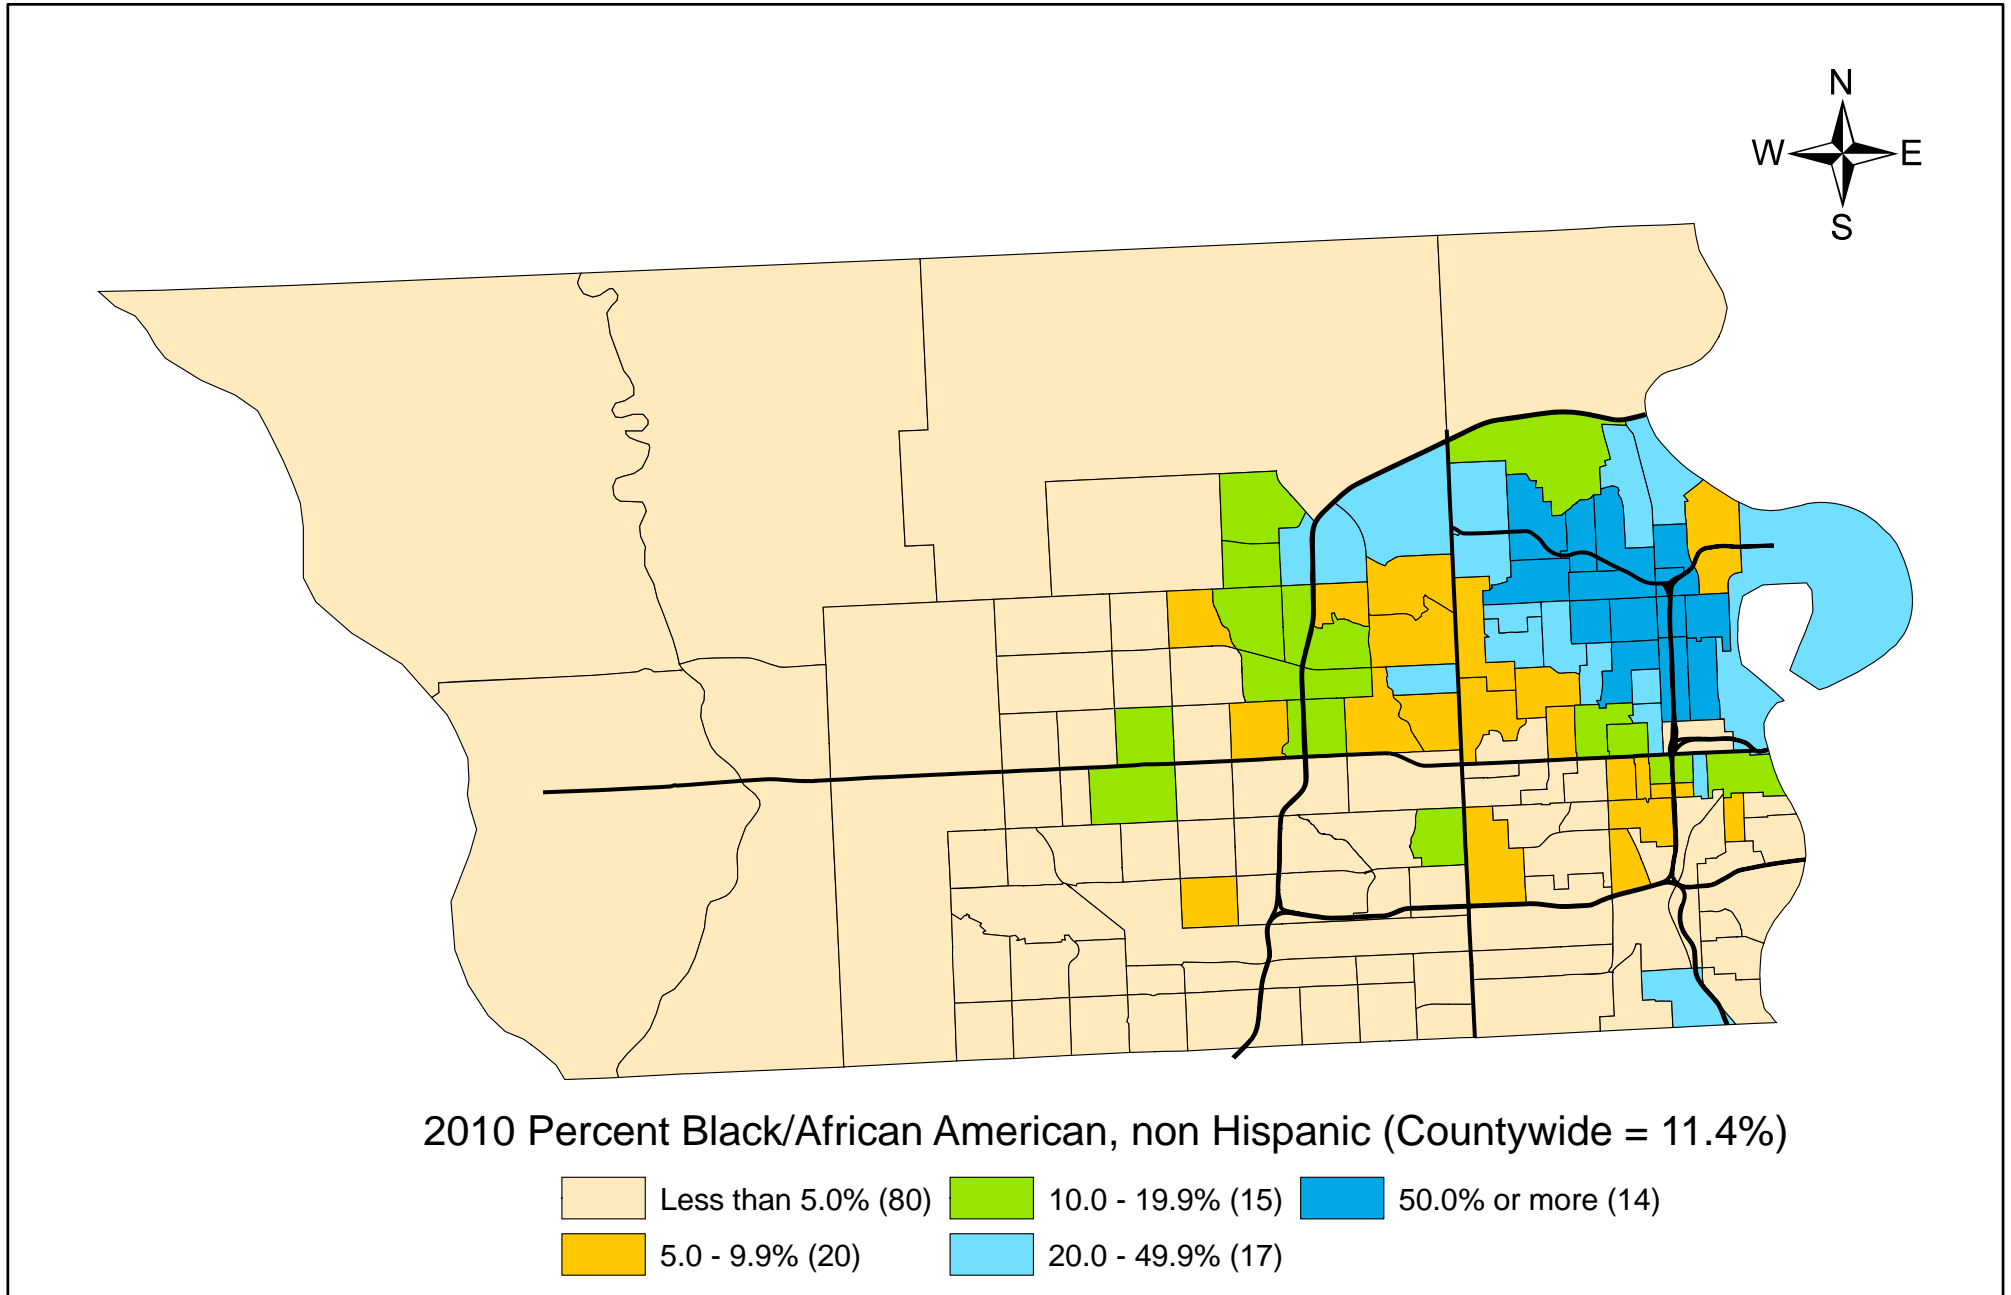 N
W E
S
2010 Percent Black/African American, non Hispanic (Countywide = 11.4%)
Less than 5.0% (80) 10.0 - 19.9% (15) 50.0% or more (14)
5.0 - 9.9% (20) 20.0 - 49.9% (17)